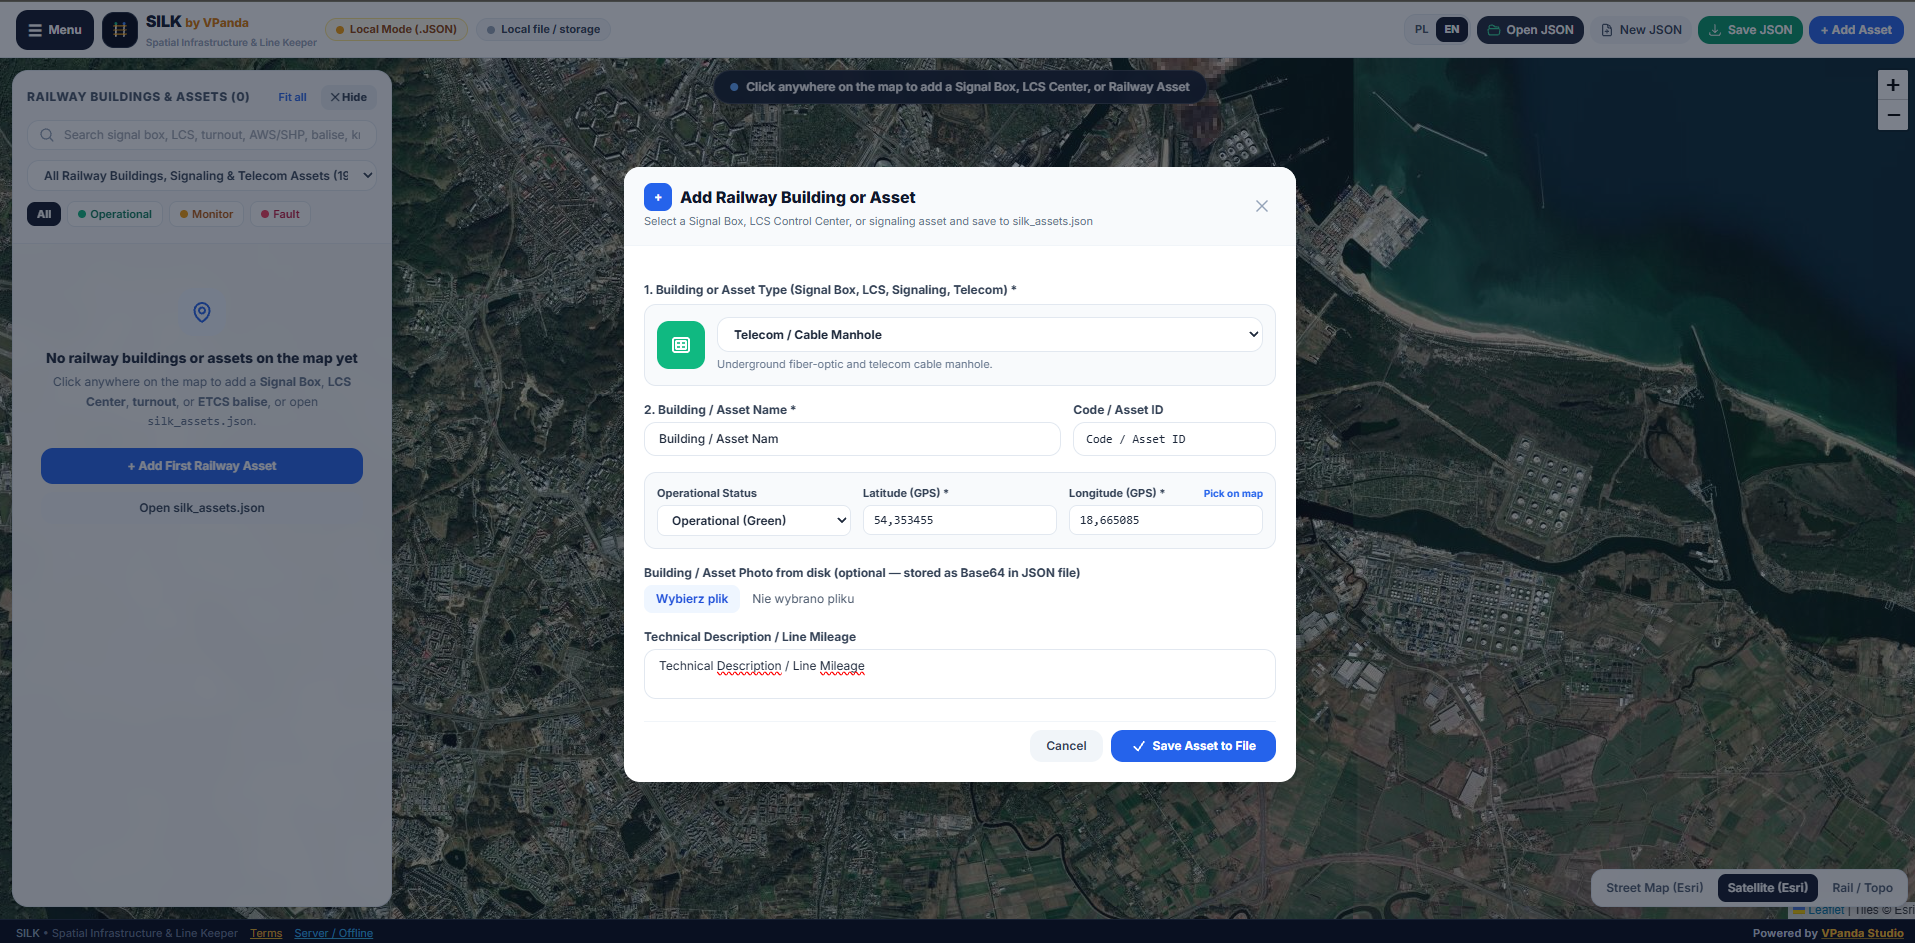 Menu
SILK by VPanda
Spatial Infrastructure & Line Keeper
Local Mode (.JSON)
Local file / storage
PL
EN
Open JSON
New JSON
Save JSON
+ Add Asset
RAILWAY BUILDINGS & ASSETS (0)
Fit all
Hide
Search signal box, LCS, turnout, AWS/SHP, balise, kı
All Railway Buildings, Signaling & Telecom Assets (19
All
Operational
Monitor
Fault
No railway buildings or assets on the map yet
Click anywhere on the map to add a Signal Box, LCS
Center, turnout, or ETCS balise, or open
silk_assets.json.
+ Add First Railway Asset
Open silk_assets.json
Click anywhere on the map to add a Signal Box, LCS Center, or Railway Asset
+
−
+ Add Railway Building or Asset
Select a Signal Box, LCS Control Center, or signaling asset and save to silk_assets.json
1. Building or Asset Type (Signal Box, LCS, Signaling, Telecom) *
Telecom / Cable Manhole
Underground fiber-optic and telecom cable manhole.
2. Building / Asset Name *
Code / Asset ID
Building / Asset Nam
Code / Asset ID
Operational Status
Latitude (GPS) *
Longitude (GPS) *
Pick on map
Operational (Green)
54,353455
18,665085
Building / Asset Photo from disk (optional — stored as Base64 in JSON file)
Wybierz plik
Nie wybrano pliku
Technical Description / Line Mileage
Technical Description / Line Mileage
Cancel
Save Asset to File
Street Map (Esri)
Satellite (Esri)
Rail / Topo
Leaflet | Tiles © Esri
SILK • Spatial Infrastructure & Line Keeper
Terms
Server / Offline
Powered by VPanda Studio